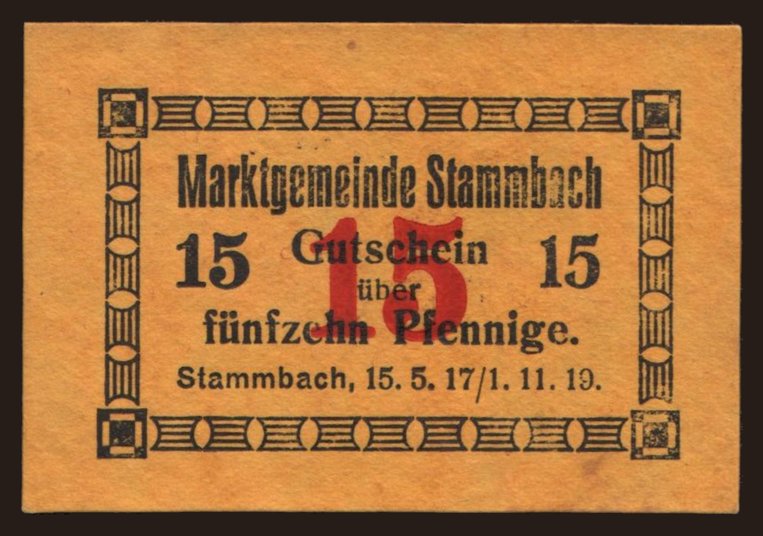 Marktgemeinde Stammbach
15 Gutschein 15
15
über
fünfzehn Pfennige.
Stammbach, 15. 5. 17/1. 11. 19.